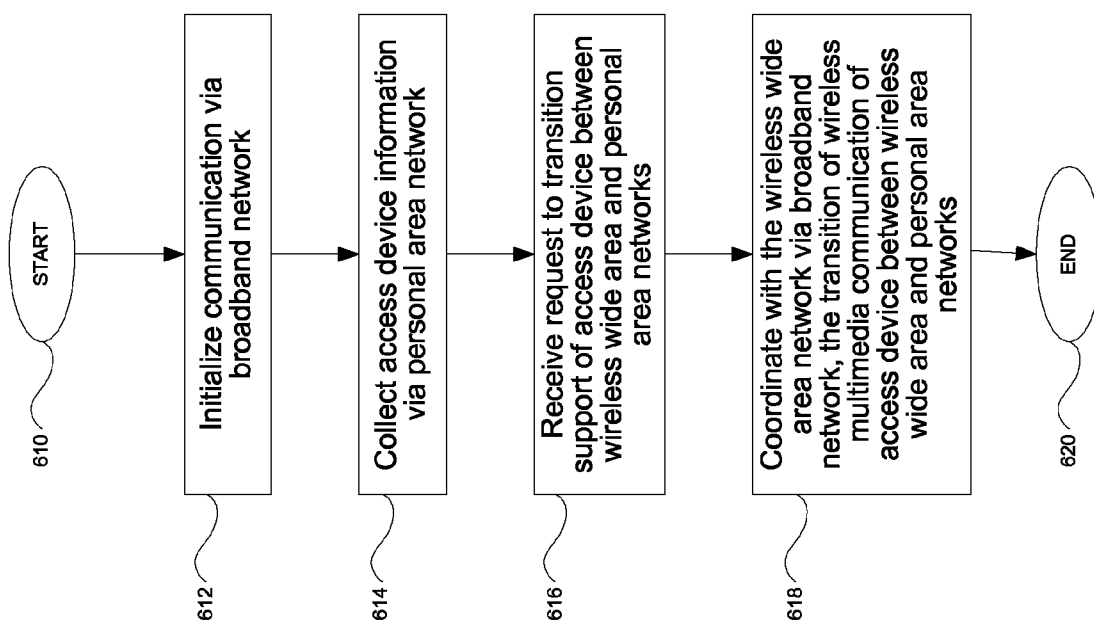 START
610
Initialize communication via
broadband network
612
Collect access device information
via personal area network
614
Receive request to transition
support of access device between
wireless wide area and personal
area networks
616
Coordinate with the wireless wide
area network via broadband
network, the transition of wireless
multimedia communication of
access device between wireless
wide area and personal area
networks
618
END
620